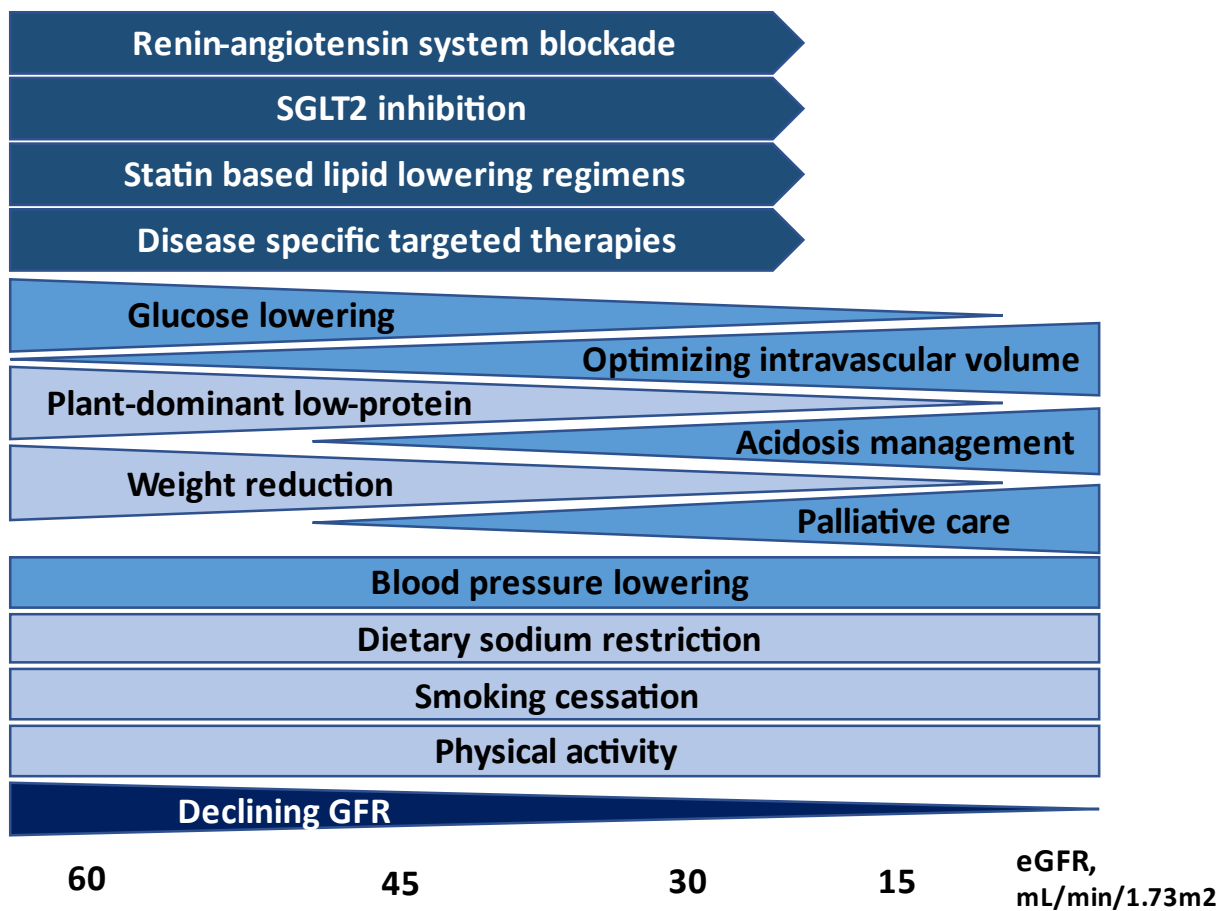 Renin-angiotensin system blockade
SGLT2 inhibition
Statin based lipid lowering regimens
Disease specific targeted therapies
Glucose lowering
Optimizing intravascular volume
Plant-dominant low-protein
Acidosis management
Weight reduction
Palliative care
Blood pressure lowering
Dietary sodium restriction
Smoking cessation
Physical activity
Declining GFR
60 45 30 15 eGFR,
mL/min/1.73m2